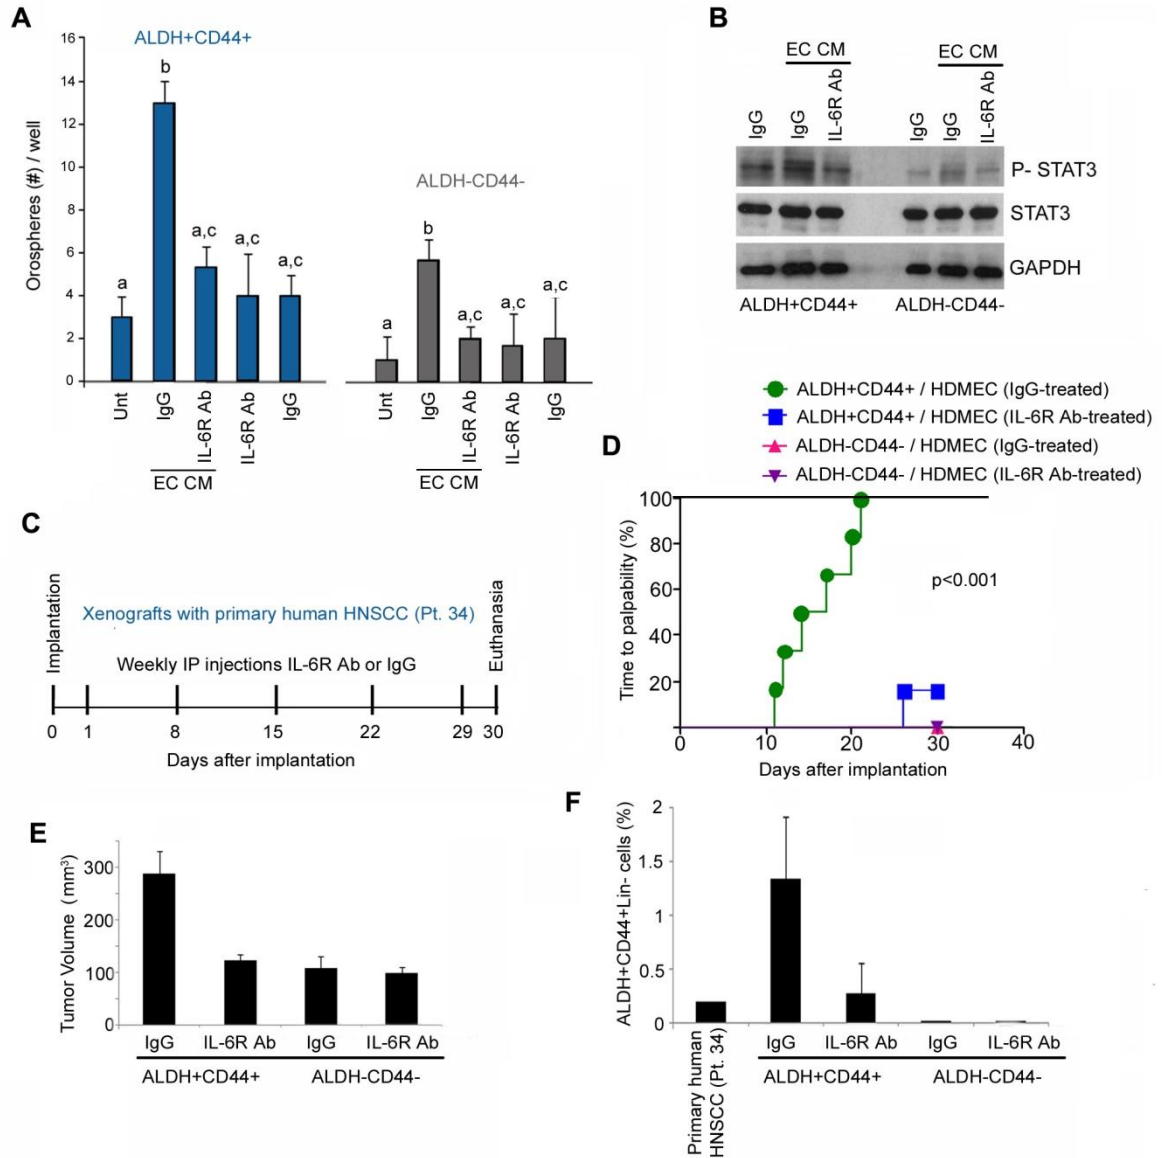 A
ALDH+CD44+
Orospheres (#) / well
16
14
12
10
8
6
4
2
0
a
b
a,c
a,c
a,c
Unt
IgG
IL-6R Ab
IL-6R Ab
IgG
EC CM
ALDH-CD44-
a
b
a,c
a,c
a,c
Unt
IgG
IL-6R Ab
IL-6R Ab
IgG
EC CM
B
EC CM
EC CM
IgG
IgG
IL-6R Ab
IgG
IgG
IL-6R Ab
P- STAT3
STAT3
GAPDH
ALDH+CD44+
ALDH-CD44-
C
Implantation
Xenografts with primary human HNSCC (Pt. 34)
Weekly IP injections IL-6R Ab or IgG
Euthanasia
0 1 8 15 22 29 30
Days after implantation
ALDH+CD44+ / HDMEC (IgG-treated)
ALDH+CD44+ / HDMEC (IL-6R Ab-treated)
ALDH-CD44- / HDMEC (IgG-treated)
ALDH-CD44- / HDMEC (IL-6R Ab-treated)
D
Time to palpability (%)
100
80
60
40
20
p<0.001
0 10 20 30 40
Days after implantation
E
Tumor Volume (mm³)
300
200
100
0
IgG IL-6R Ab IgG IL-6R Ab
ALDH+CD44+ ALDH-CD44-
F
ALDH+CD44+Lin- cells (%)
2
1.5
1
0.5
0
Primary human
HNSCC (Pt. 34)
IgG IL-6R Ab IgG IL-6R Ab
ALDH+CD44+ ALDH-CD44-